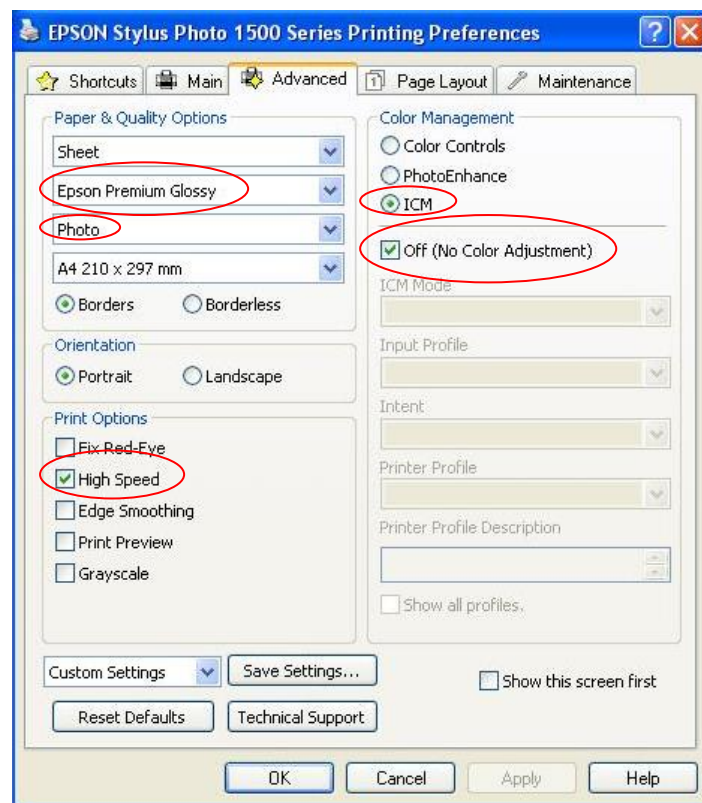 EPSON Stylus Photo 1500 Series Printing Preferences
Shortcuts Main Advanced 1 Page Layout Maintenance
Paper & Quality Options
Sheet
Epson Premium Glossy
Photo
A4 210 x 297 mm
Borders Borderless
Orientation
Portrait Landscape
Print Options
Fix Red-Eye
High Speed
Edge Smoothing
Print Preview
Grayscale
Color Management
Color Controls
PhotoEnhance
ICM
Off (No Color Adjustment)
ICM Mode
Input Profile
Intent
Printer Profile
Printer Profile Description
Show all profiles.
Custom Settings Save Settings... Show this screen first
Reset Defaults Technical Support
OK Cancel Apply Help